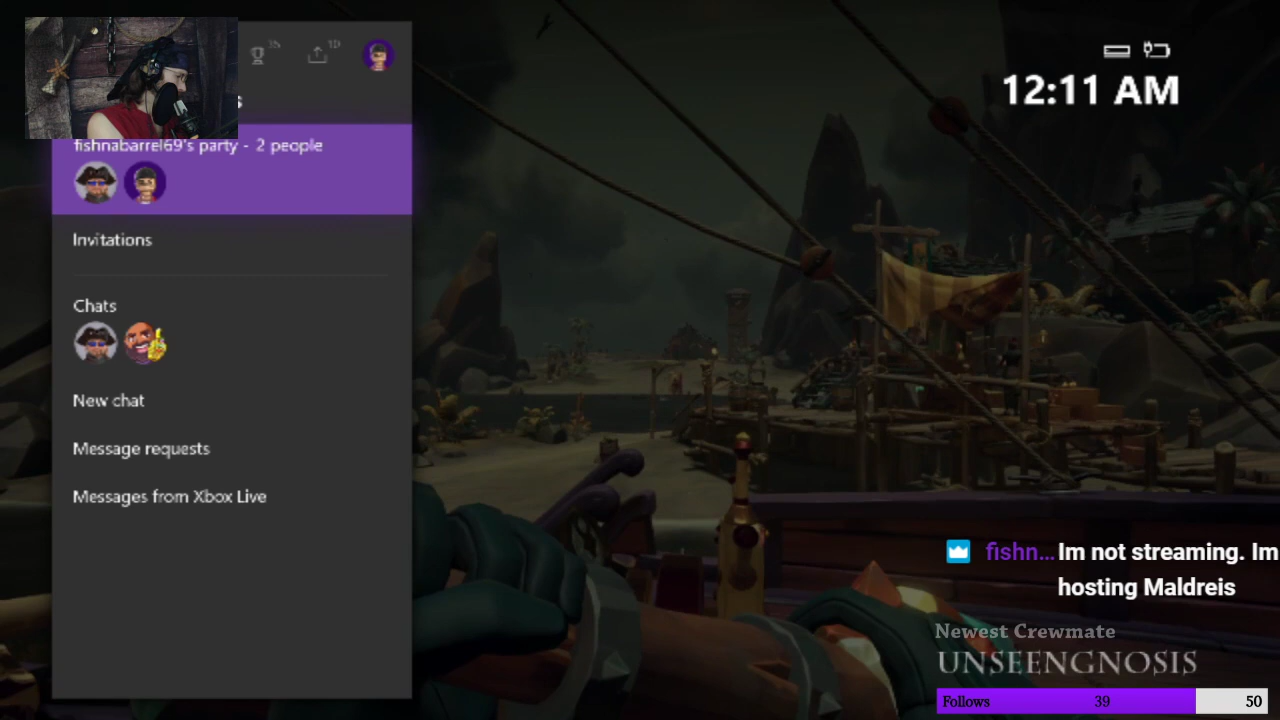 12:11 AM
fishnabarrel69's party - 2 people
Invitations
Chats
New chat
Message requests
Messages from Xbox Live
fishn... Im not streaming. Im
hosting Maldreis
Newest Crewmate
UNSEENGNOSIS
Follows 39 50